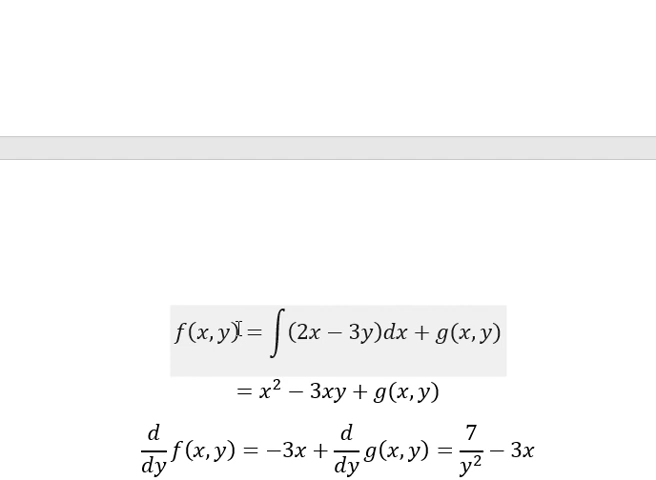 f(x, y) = ∫(2x − 3y)dx + g(x, y)
= x² − 3xy + g(x, y)
d/dy f(x, y) = −3x + d/dy g(x, y) = 7/y² − 3x